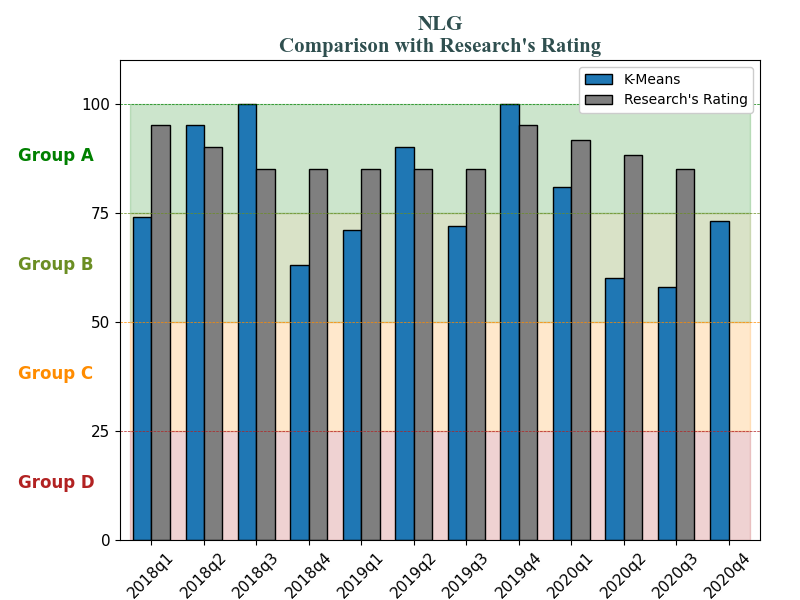 NLG
Comparison with Research's Rating
K-Means
Research's Rating
100
Group A
75
Group B
50
Group C
25
Group D
0
2018q1
2018q2
2018q3
2018q4
2019q1
2019q2
2019q3
2019q4
2020q1
2020q2
2020q3
2020q4